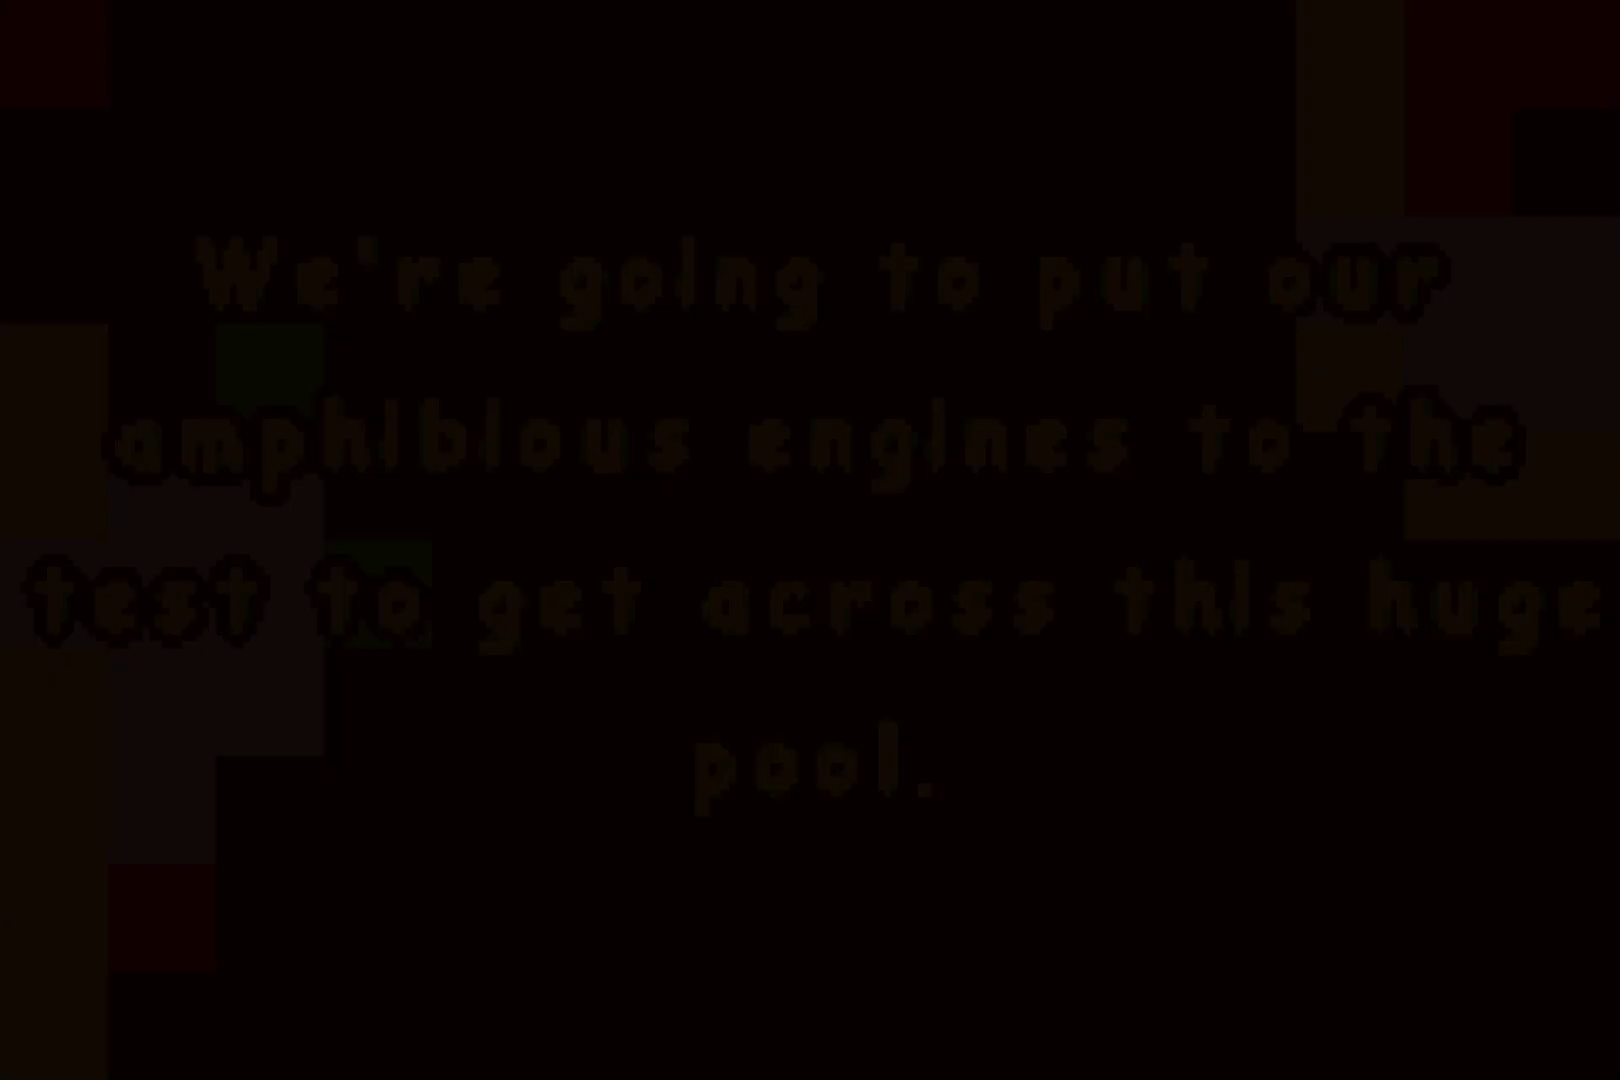 We're going to put our
amphibious engines to the
test to get across this huge
pool.